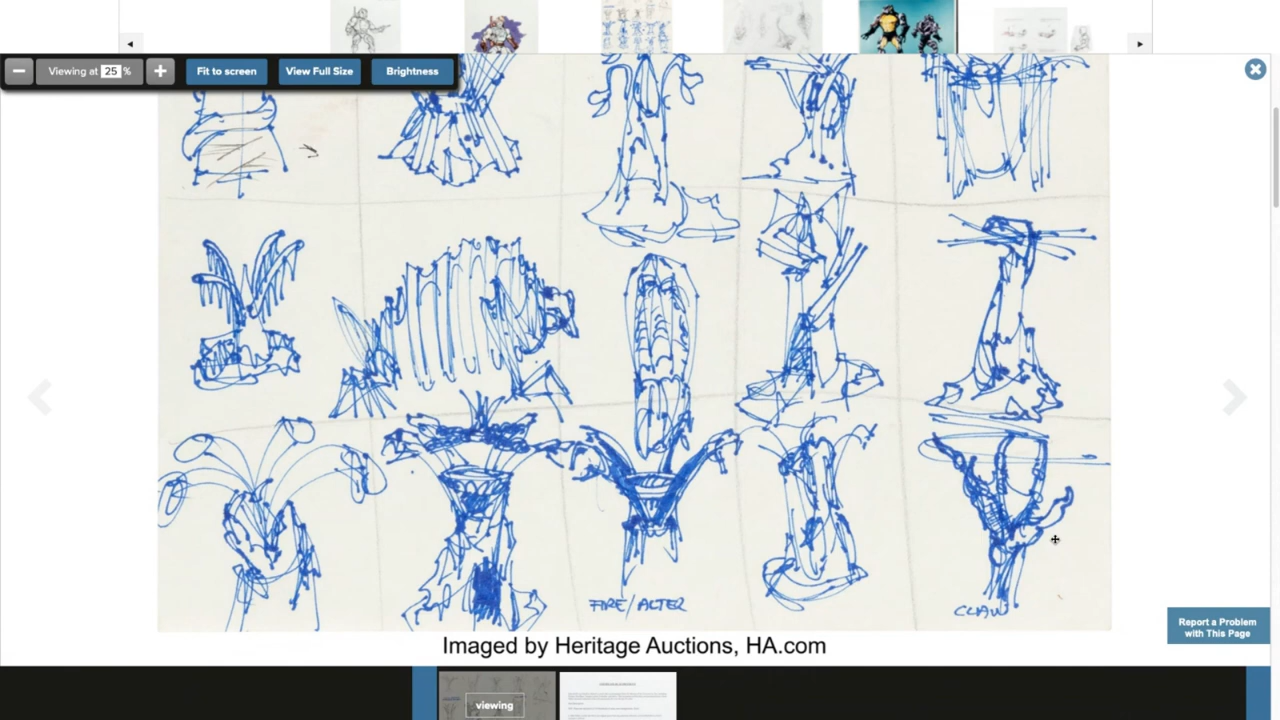 Viewing at 25 %
Fit to screen
View Full Size
Brightness
FIRE/ALTER
CLAW
Imaged by Heritage Auctions, HA.com
Report a Problem
with This Page
viewing